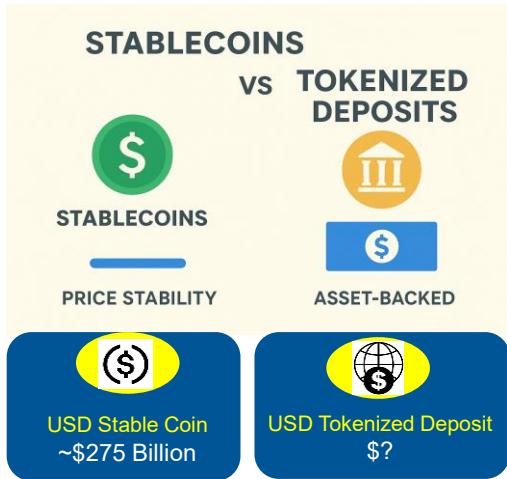 STABLECOINS
VS TOKENIZED
DEPOSITS
$
$
STABLECOINS
PRICE STABILITY
ASSET-BACKED
$
$
USD Stable Coin
~$275 Billion
USD Tokenized Deposit
$?